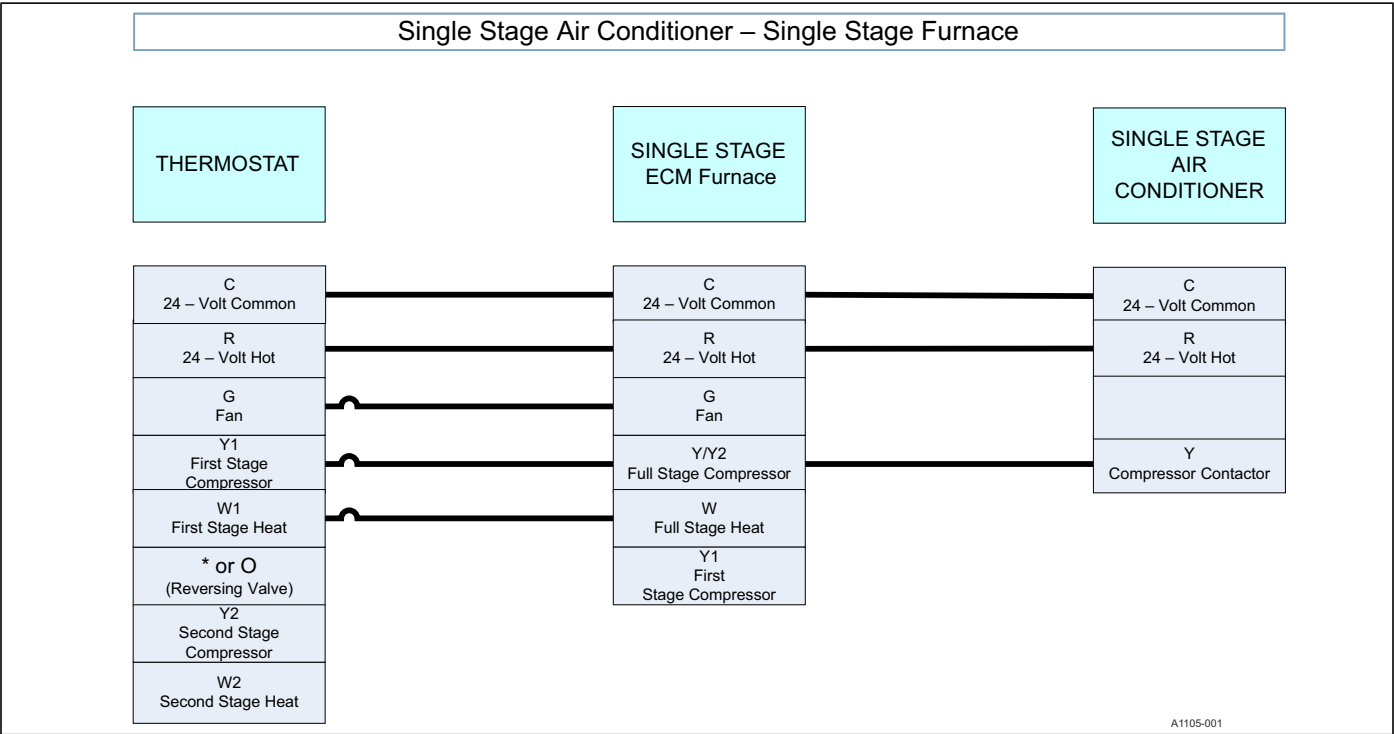 Single Stage Air Conditioner – Single Stage Furnace
THERMOSTAT
SINGLE STAGE
ECM Furnace
SINGLE STAGE
AIR
CONDITIONER
C
24 – Volt Common
R
24 – Volt Hot
G
Fan
Y1
First Stage
Compressor
W1
First Stage Heat
* or O
(Reversing Valve)
Y2
Second Stage
Compressor
W2
Second Stage Heat
C
24 – Volt Common
R
24 – Volt Hot
G
Fan
Y/Y2
Full Stage Compressor
W
Full Stage Heat
Y1
First
Stage Compressor
C
24 – Volt Common
R
24 – Volt Hot
Y
Compressor Contactor
A1105-001